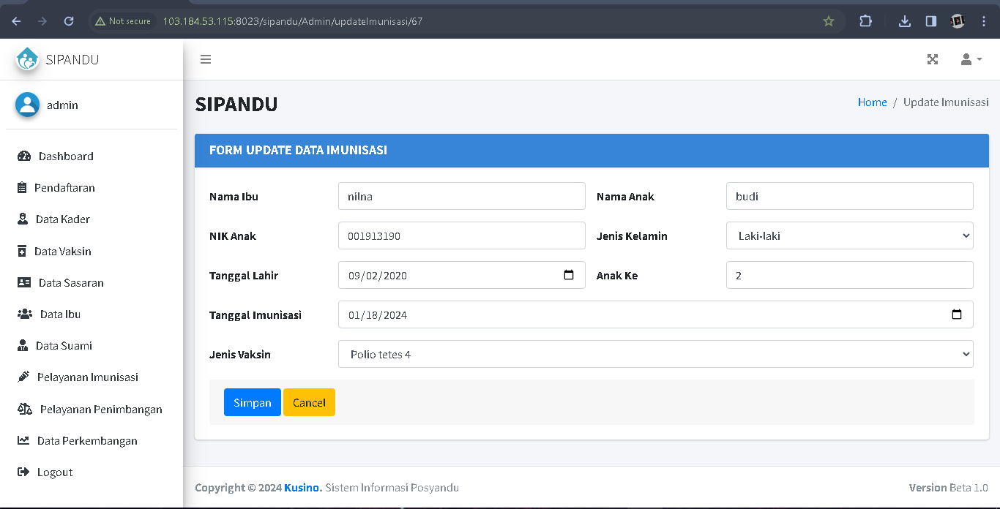 Not secure 103.184.53.115:8023/sipandu/Admin/updateImunisasi/67
SIPANDU
admin
Dashboard
Pendaftaran
Data Kader
Data Vaksin
Data Sasaran
Data Ibu
Data Suami
Pelayanan Imunisasi
Pelayanan Penimbangan
Data Perkembangan
Logout
SIPANDU
Home / Update Imunisasi
FORM UPDATE DATA IMUNISASI
Nama Ibu nilna Nama Anak budi
NIK Anak 001913190 Jenis Kelamin Laki-laki
Tanggal Lahir 09/02/2020 Anak Ke 2
Tanggal Imunisasi 01/18/2024
Jenis Vaksin Polio tetes 4
Simpan Cancel
Copyright © 2024 Kusino. Sistem Informasi Posyandu Version Beta 1.0